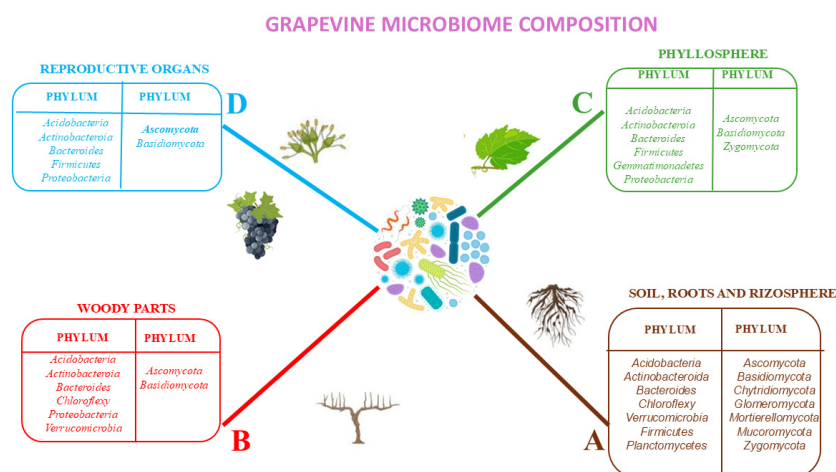 GRAPEVINE MICROBIOME COMPOSITION
REPRODUCTIVE ORGANS
PHYLUM PHYLUM
Acidobacteria
Actinobacteroia
Bacteroides
Firmicutes
Proteobacteria
Ascomycota
Basidiomycota
D
PHYLLOSPHERE
PHYLUM PHYLUM
Acidobacteria
Actinobacteroia
Bacteroides
Firmicutes
Gemmatimonadetes
Proteobacteria
Ascomycota
Basidiomycota
Zygomycota
C
WOODY PARTS
PHYLUM PHYLUM
Acidobacteria
Actinobacteroia
Bacteroides
Chloroflexy
Proteobacteria
Verrucomicrobia
Ascomycota
Basidiomycota
B
SOIL, ROOTS AND RIZOSPHERE
PHYLUM PHYLUM
Acidobacteria
Actinobacteroida
Bacteroides
Chloroflexy
Verrucomicrobia
Firmicutes
Planctomycetes
Ascomycota
Basidiomycota
Chytridiomycota
Glomeromycota
Mortierellomycota
Mucoromycota
Zygomycota
A